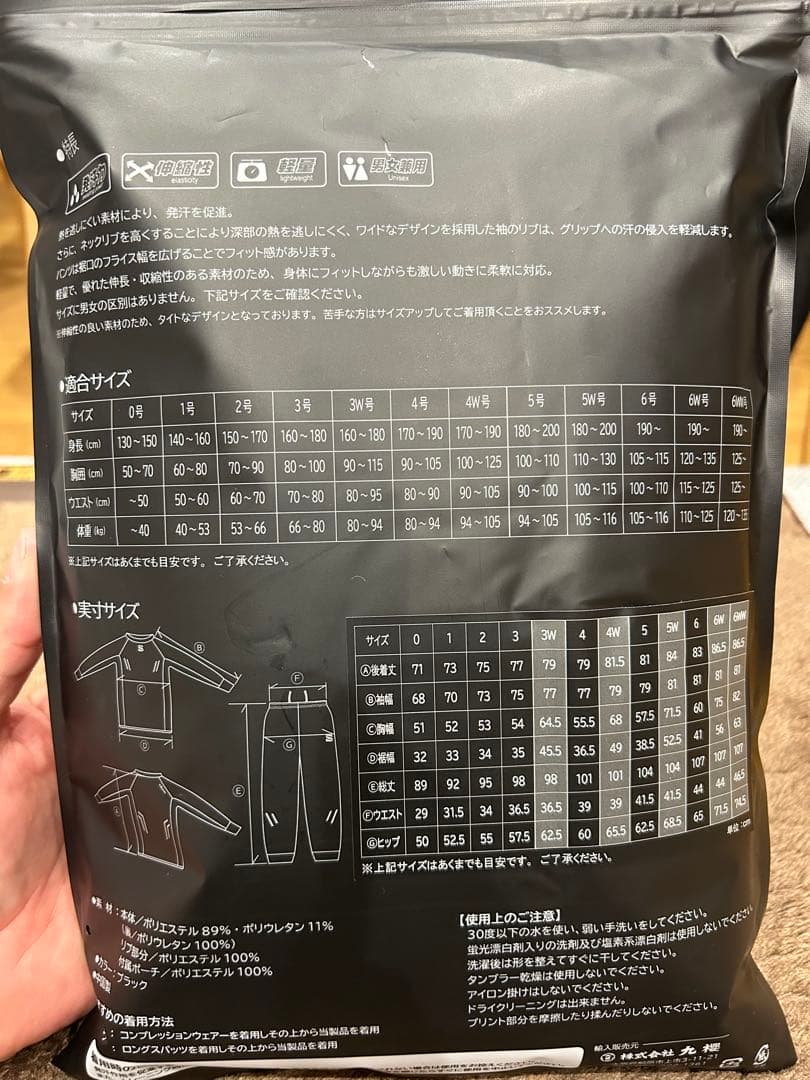 ●特長
発汗
伸縮性
elasticity
軽量
lightweight
男女兼用
Unisex
熱を逃しにくい素材により、発汗を促進。
さらに、ネックリブを高くすることにより深部の熱を逃しにくく、ワイドなデザインを採用した袖のリブは、グリップへの汗の侵入を軽減します。
パンツは裾口のフライス幅を広げることでフィット感があります。
軽量で、優れた伸長・収縮性のある素材のため、身体にフィットしながらも激しい動きに柔軟に対応。
サイズに男女の区別はありません。下記サイズをご確認ください。
※伸縮性の良い素材のため、タイトなデザインとなっております。苦手な方はサイズアップしてご着用頂くことをおススメします。
●適合サイズ
サイズ 0号 1号 2号 3号 3W号 4号 4W号 5号 5W号 6号 6W号 6WW号
身長(cm) 130～150 140～160 150～170 160～180 160～180 170～190 170～190 180～200 180～200 190～ 190～ 190～
胸囲(cm) 50～70 60～80 70～90 80～100 90～115 90～105 100～125 100～110 110～130 105～115 120～135 125～
ウエスト(cm) ～50 50～60 60～70 70～80 80～95 80～90 90～105 90～100 100～115 100～110 115～125 125～
体重(kg) ～40 40～53 53～66 66～80 80～94 80～94 94～105 94～105 105～116 105～116 110～125 120～135
※上記サイズはあくまでも目安です。ご了承ください。
●実寸サイズ
サイズ 0 1 2 3 3W 4 4W 5 5W 6 6W 6WW
Ⓐ後着丈 71 73 75 77 79 79 81.5 81 84 83 86.5 86.5
Ⓑ袖幅 68 70 73 75 77 77 79 79 81 81 81 81
Ⓒ胸幅 51 52 53 54 64.5 55.5 68 57.5 71.5 60 75 82
Ⓓ裾幅 32 33 34 35 45.5 36.5 49 38.5 52.5 41 56 63
Ⓔ総丈 89 92 95 98 98 101 101 104 104 107 107 107
Ⓕウエスト 29 31.5 34 36.5 36.5 39 39 41.5 41.5 44 44 46.5
Ⓖヒップ 50 52.5 55 57.5 62.5 60 65.5 62.5 68.5 65 71.5 74.5
単位：cm
※上記サイズはあくまでも目安です。ご了承ください。
Ⓑ
Ⓒ
Ⓓ
Ⓕ
Ⓖ
Ⓔ
S
S
●素 材：本体／ポリエステル 89%・ポリウレタン 11%
ポリウレタン 100%)
リブ部分／ポリエステル 100%
付属ポーチ／ポリエステル 100%
●カラー：ブラック
●中国製
すめの着用方法
：コンプレッションウェアーを着用しその上から当製品を着用
：ロングスパッツを着用しその上から当製品を着用
【使用上のご注意】
30度以下の水を使い、弱い手洗いをしてください。
蛍光漂白剤入りの洗剤及び塩素系漂白剤は使用しないでください。
洗濯後は形を整えてすぐに干してください。
タンブラー乾燥は使用しないでください。
アイロン掛けはしないでください。
ドライクリーニングは出来ません。
プリント部分を摩擦したり揉んだりしないでください。
輸入販売元
株式会社 九櫻
着用時の